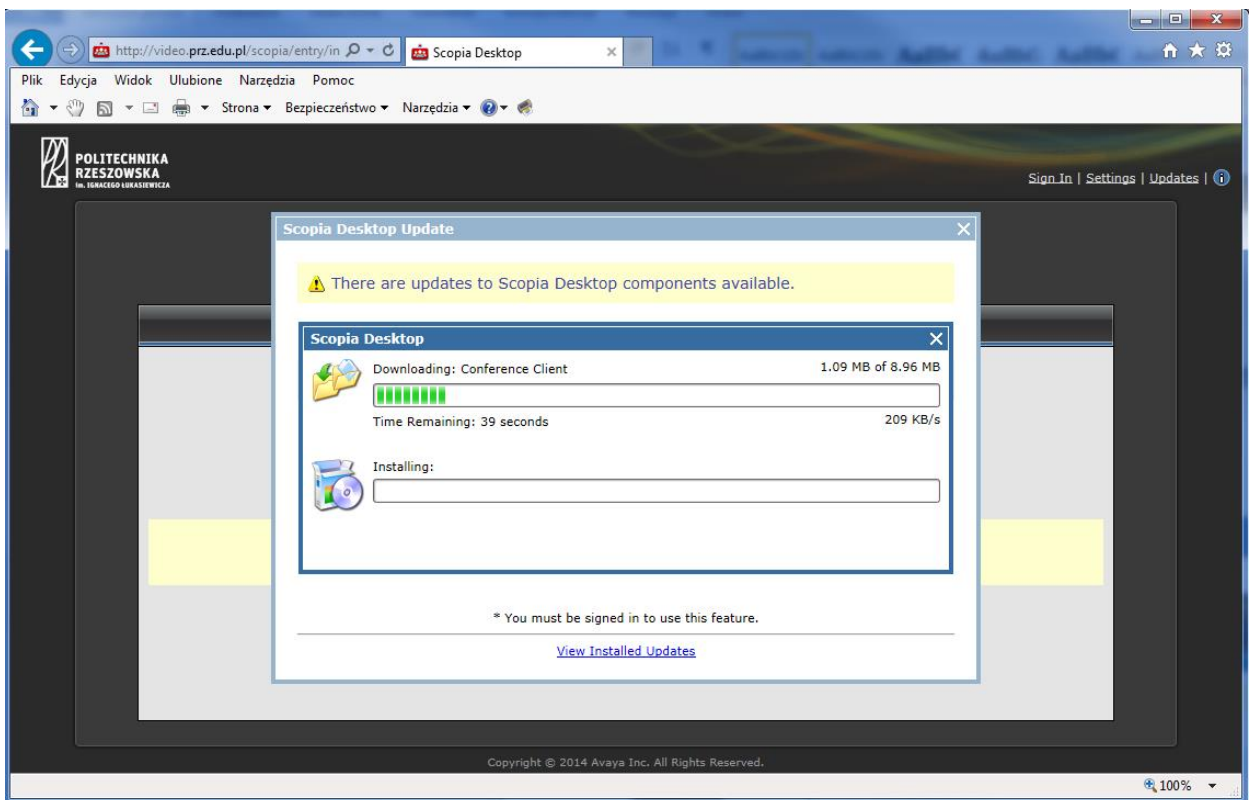 http://video.prz.edu.pl/scopia/entry/in
Scopia Desktop
Plik Edycja Widok Ulubione Narzędzia Pomoc
Strona Bezpieczeństwo Narzędzia
POLITECHNIKA
RZESZOWSKA
im. IGNACEGO ŁUKASIEWICZA
Sign In | Settings | Updates |
Scopia Desktop Update
There are updates to Scopia Desktop components available.
Scopia Desktop
Downloading: Conference Client 1.09 MB of 8.96 MB
Time Remaining: 39 seconds 209 KB/s
Installing:
* You must be signed in to use this feature.
View Installed Updates
Copyright © 2014 Avaya Inc. All Rights Reserved.
100%